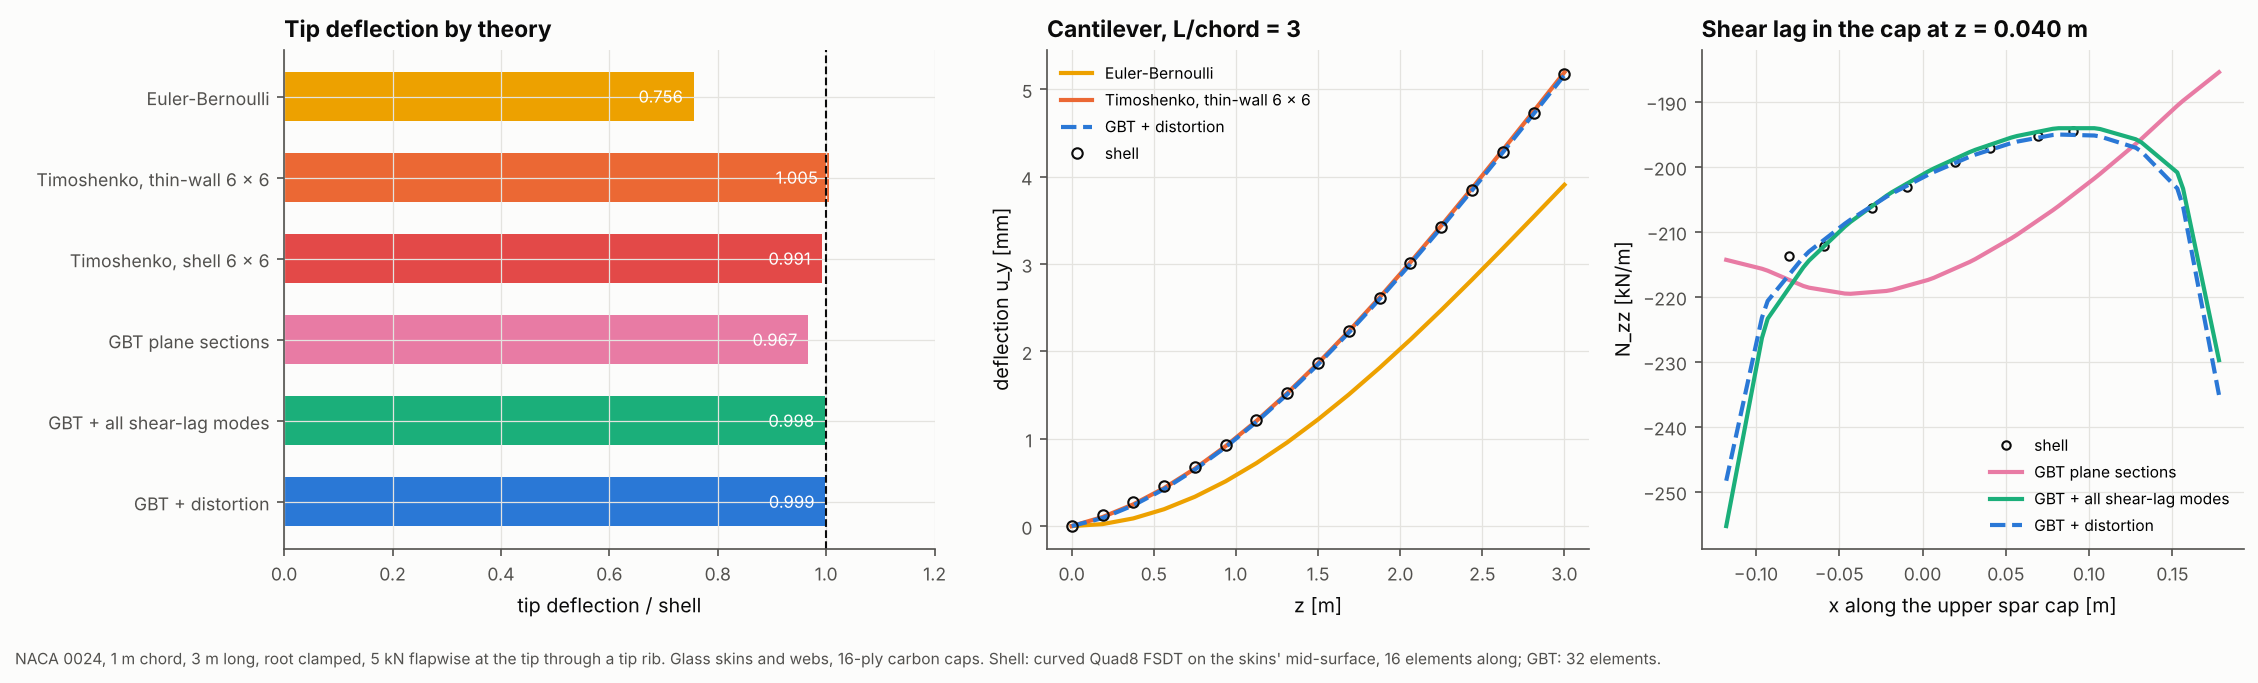 Tip deflection by theory
Euler-Bernoulli
Timoshenko, thin-wall 6 × 6
Timoshenko, shell 6 × 6
GBT plane sections
GBT + all shear-lag modes
GBT + distortion
0.756
1.005
0.991
0.967
0.998
0.999
0.0 0.2 0.4 0.6 0.8 1.0 1.2
tip deflection / shell
Cantilever, L/chord = 3
Euler-Bernoulli
Timoshenko, thin-wall 6 × 6
GBT + distortion
shell
deflection u_y [mm]
5
4
3
2
1
0
0.0 0.5 1.0 1.5 2.0 2.5 3.0
z [m]
Shear lag in the cap at z = 0.040 m
N_zz [kN/m]
−190
−200
−210
−220
−230
−240
−250
shell
GBT plane sections
GBT + all shear-lag modes
GBT + distortion
−0.10 −0.05 0.00 0.05 0.10 0.15
x along the upper spar cap [m]
NACA 0024, 1 m chord, 3 m long, root clamped, 5 kN flapwise at the tip through a tip rib. Glass skins and webs, 16-ply carbon caps. Shell: curved Quad8 FSDT on the skins' mid-surface, 16 elements along; GBT: 32 elements.